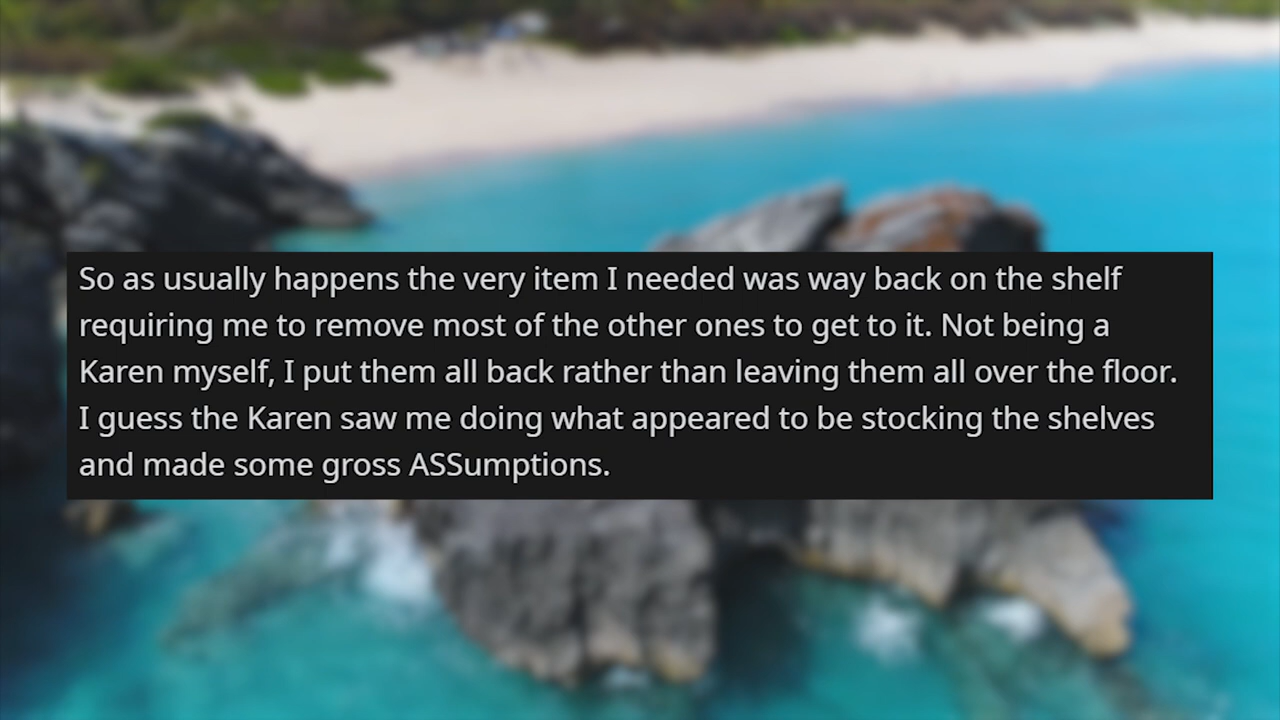 So as usually happens the very item I needed was way back on the shelf
requiring me to remove most of the other ones to get to it. Not being a
Karen myself, I put them all back rather than leaving them all over the floor.
I guess the Karen saw me doing what appeared to be stocking the shelves
and made some gross ASSumptions.